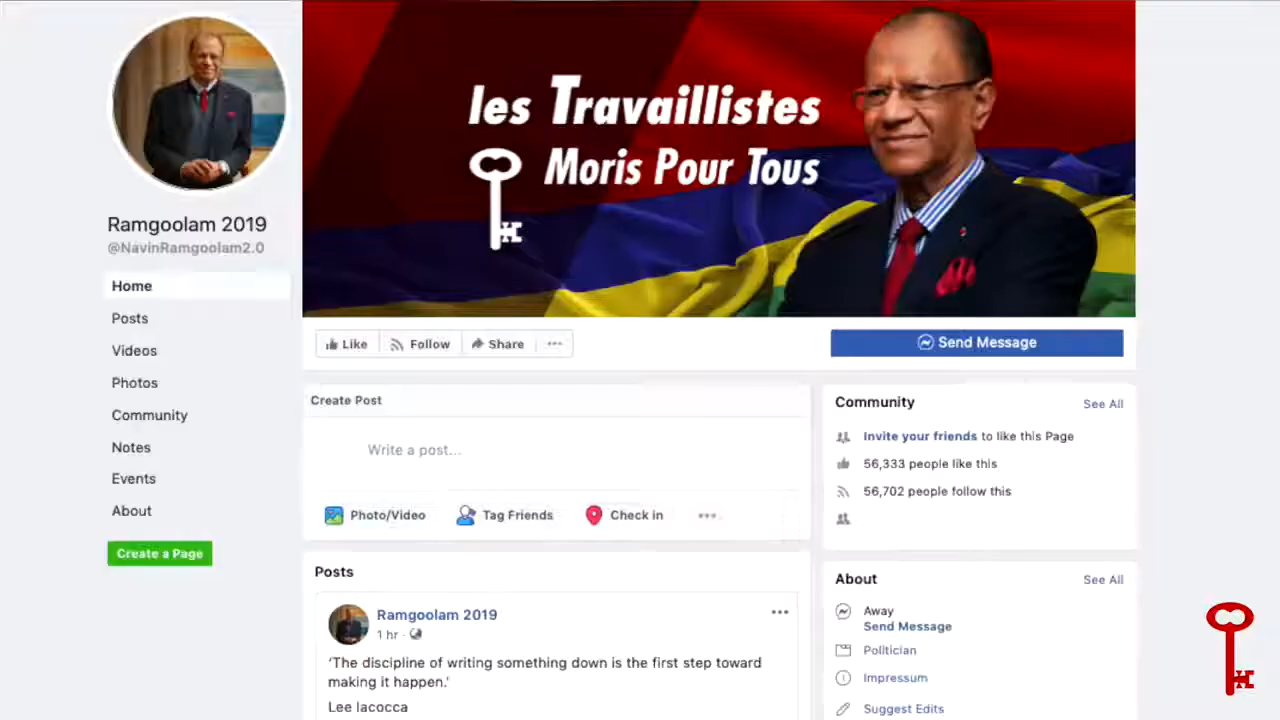 les Travaillistes
Moris Pour Tous
Ramgoolam 2019
@NavinRamgoolam2.0
Home
Posts
Videos
Photos
Community
Notes
Events
About
Create a Page
Like
Follow
Share
Send Message
Create Post
Write a post...
Photo/Video
Tag Friends
Check in
Posts
Ramgoolam 2019
1 hr ·
‘The discipline of writing something down is the first step toward
making it happen.'
Lee Iacocca
Community
See All
Invite your friends to like this Page
56,333 people like this
56,702 people follow this
About
See All
Away
Send Message
Politician
Impressum
Suggest Edits